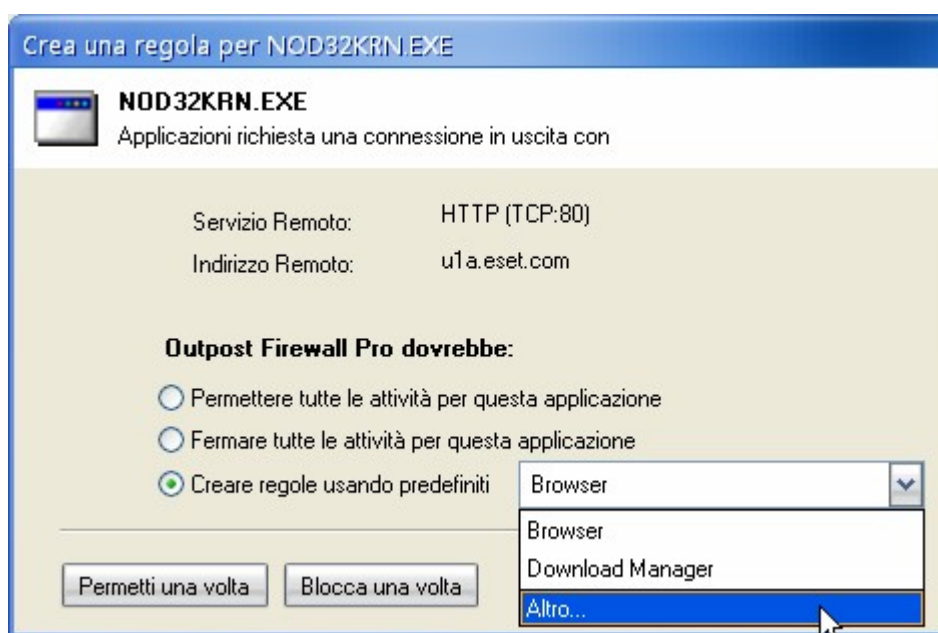 Crea una regola per NOD32KRN.EXE
NOD32KRN.EXE
Applicazioni richiesta una connessione in uscita con
Servizio Remoto: HTTP (TCP:80)
Indirizzo Remoto: u1a.eset.com
Outpost Firewall Pro dovrebbe:
Permettere tutte le attività per questa applicazione
Fermare tutte le attività per questa applicazione
Creare regole usando predefiniti Browser
Browser
Download Manager
Altro...
Permetti una volta Blocca una volta